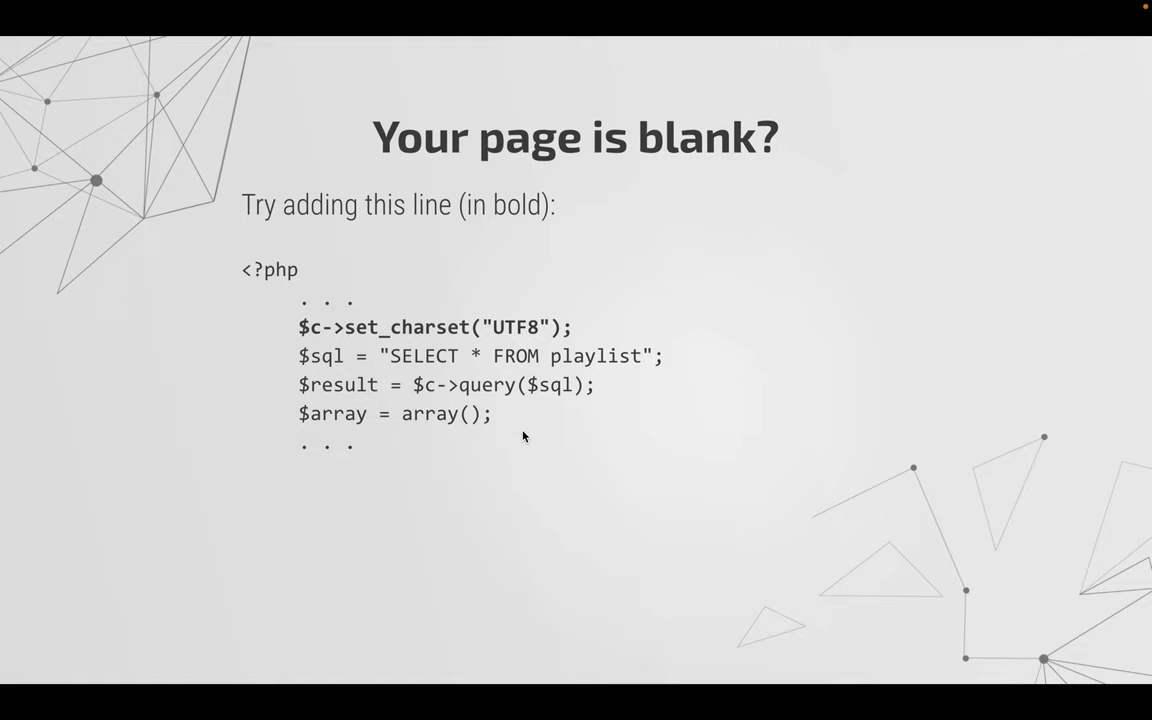 Your page is blank?
Try adding this line (in bold):
<?php
. . .
$c->set_charset("UTF8");
$sql = "SELECT * FROM playlist";
$result = $c->query($sql);
$array = array();
. . .